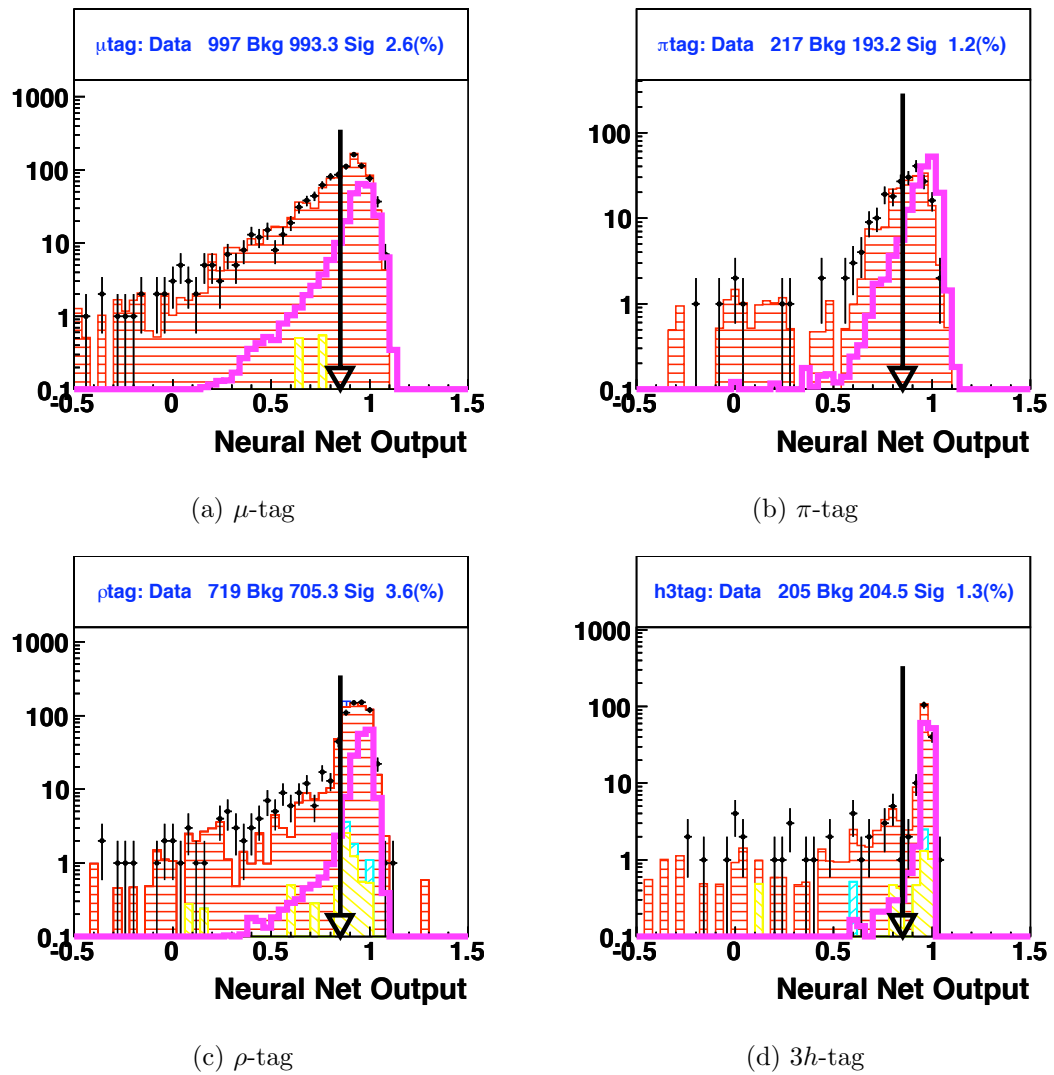 μtag: Data 997 Bkg 993.3 Sig 2.6(%)
1000
100
10
1
0.1
-0.5 0 0.5 1 1.5
Neural Net Output
(a) μ-tag
πtag: Data 217 Bkg 193.2 Sig 1.2(%)
100
10
1
0.1
-0.5 0 0.5 1 1.5
Neural Net Output
(b) π-tag
ρtag: Data 719 Bkg 705.3 Sig 3.6(%)
1000
100
10
1
0.1
-0.5 0 0.5 1 1.5
Neural Net Output
(c) ρ-tag
h3tag: Data 205 Bkg 204.5 Sig 1.3(%)
1000
100
10
1
0.1
-0.5 0 0.5 1 1.5
Neural Net Output
(d) 3h-tag